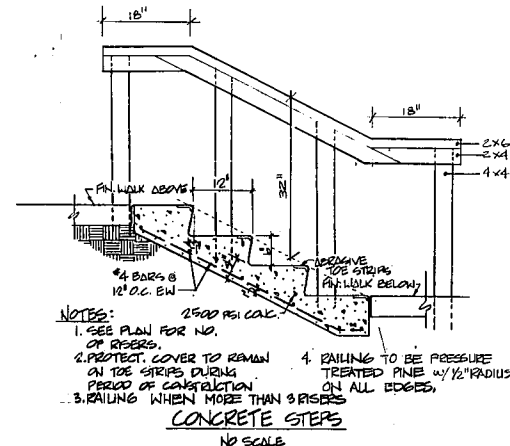 18"
18"
2x6
2x4
4x4
12"
32"
FIN. WALK ABOVE
ABRASIVE
TOE STRIPS
FIN. WALK BELOW
#4 BARS @
12" O.C. EW
2500 PSI CONC.
NOTES:
1. SEE PLAN FOR NO.
OF RISERS.
2. PROTECT. COVER TO REMAIN
ON TOE STRIPS DURING
PERIOD OF CONSTRUCTION
3. RAILING WHEN MORE THAN 3 RISERS
4. RAILING TO BE PRESSURE
TREATED PINE W/ 1/2" RADIUS
ON ALL EDGES.
CONCRETE STEPS
NO SCALE